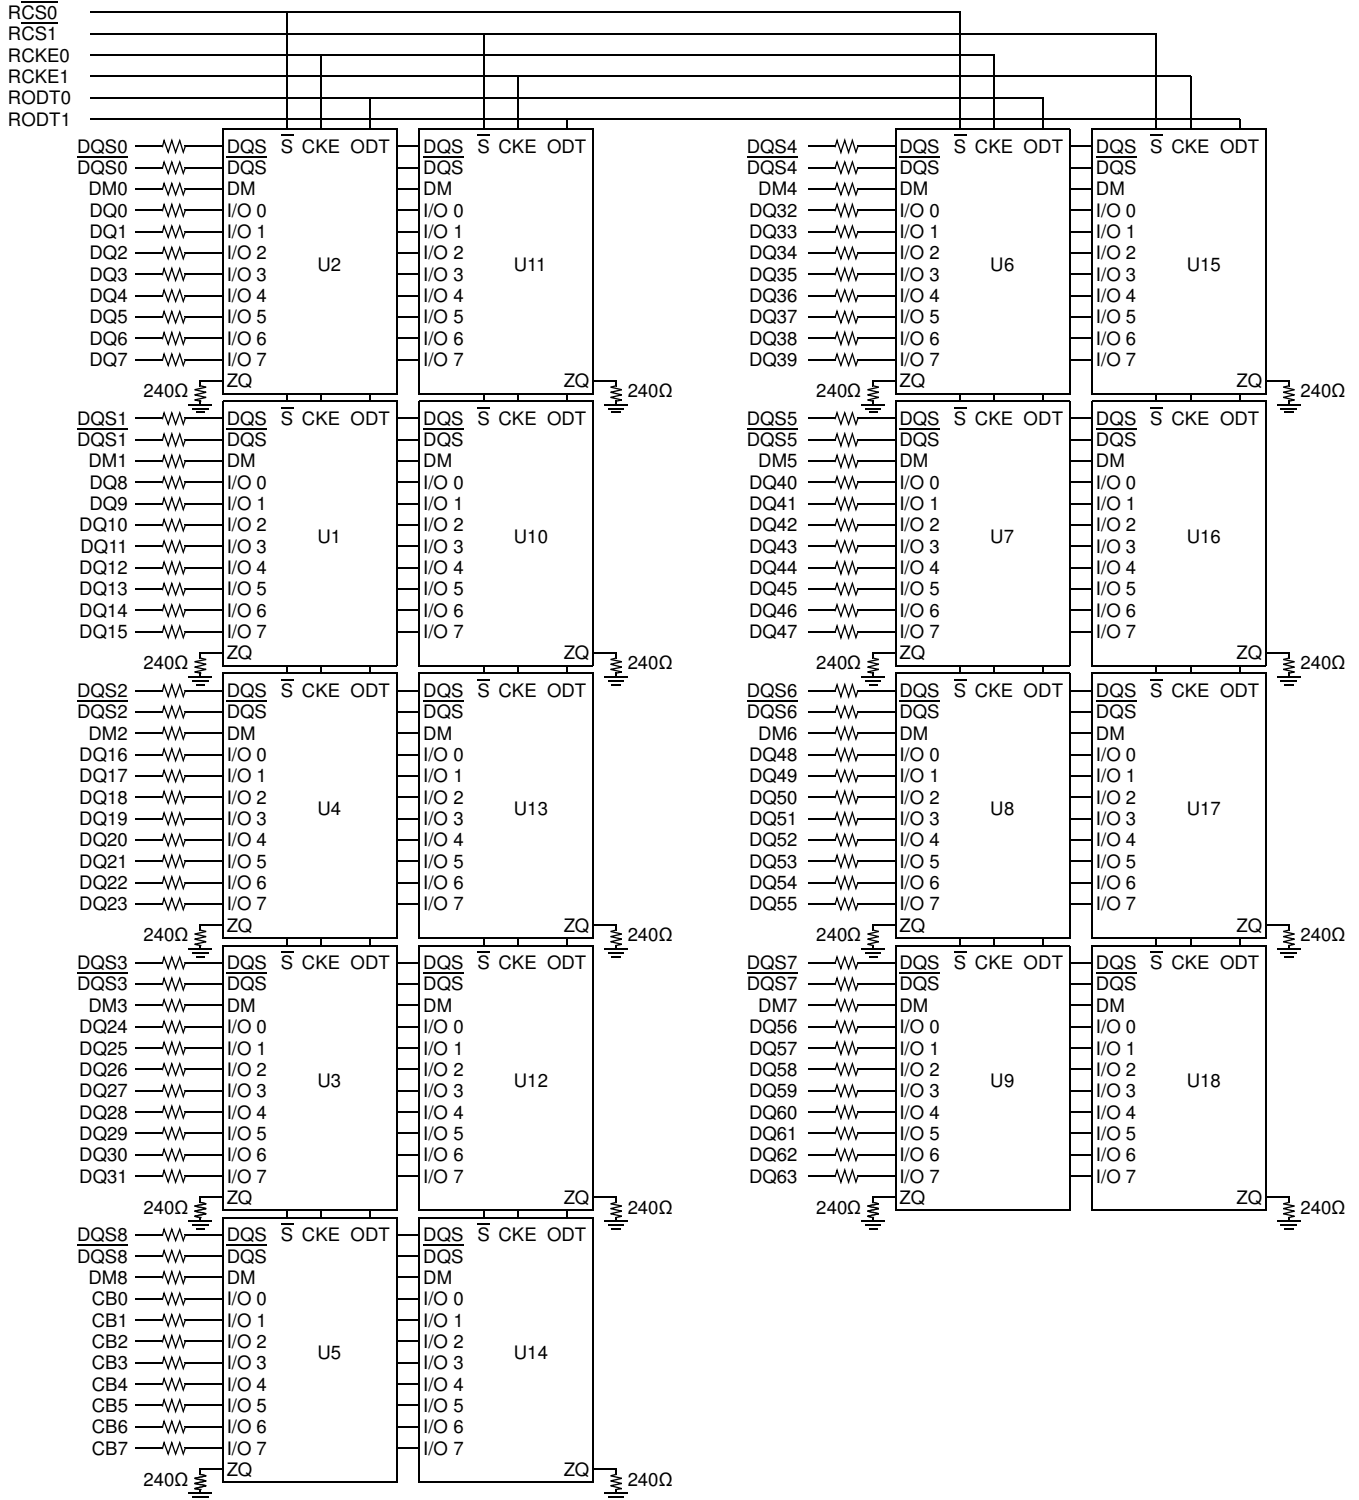 RCS0
RCS1
RCKE0
RCKE1
RODT0
RODT1
DQS0 DQS S CKE ODT DQS S CKE ODT DQS4 DQS S CKE ODT DQS S CKE ODT
DQS0 DQS DQS DQS4 DQS DQS
DM0 DM DM DM4 DM DM
DQ0 I/O 0 I/O 0 DQ32 I/O 0 I/O 0
DQ1 I/O 1 I/O 1 DQ33 I/O 1 I/O 1
DQ2 I/O 2 I/O 2 DQ34 I/O 2 I/O 2
U2 U11 U6 U15
DQ3 I/O 3 I/O 3 DQ35 I/O 3 I/O 3
DQ4 I/O 4 I/O 4 DQ36 I/O 4 I/O 4
DQ5 I/O 5 I/O 5 DQ37 I/O 5 I/O 5
DQ6 I/O 6 I/O 6 DQ38 I/O 6 I/O 6
DQ7 I/O 7 I/O 7 DQ39 I/O 7 I/O 7
ZQ ZQ ZQ ZQ
240Ω 240Ω 240Ω 240Ω
DQS1 DQS S CKE ODT DQS S CKE ODT DQS5 DQS S CKE ODT DQS S CKE ODT
DQS1 DQS DQS DQS5 DQS DQS
DM1 DM DM DM5 DM DM
DQ8 I/O 0 I/O 0 DQ40 I/O 0 I/O 0
DQ9 I/O 1 I/O 1 DQ41 I/O 1 I/O 1
DQ10 I/O 2 I/O 2 DQ42 I/O 2 I/O 2
U1 U10 U7 U16
DQ11 I/O 3 I/O 3 DQ43 I/O 3 I/O 3
DQ12 I/O 4 I/O 4 DQ44 I/O 4 I/O 4
DQ13 I/O 5 I/O 5 DQ45 I/O 5 I/O 5
DQ14 I/O 6 I/O 6 DQ46 I/O 6 I/O 6
DQ15 I/O 7 I/O 7 DQ47 I/O 7 I/O 7
ZQ ZQ ZQ ZQ
240Ω 240Ω 240Ω 240Ω
DQS2 DQS S CKE ODT DQS S CKE ODT DQS6 DQS S CKE ODT DQS S CKE ODT
DQS2 DQS DQS DQS6 DQS DQS
DM2 DM DM DM6 DM DM
DQ16 I/O 0 I/O 0 DQ48 I/O 0 I/O 0
DQ17 I/O 1 I/O 1 DQ49 I/O 1 I/O 1
DQ18 I/O 2 I/O 2 DQ50 I/O 2 I/O 2
U4 U13 U8 U17
DQ19 I/O 3 I/O 3 DQ51 I/O 3 I/O 3
DQ20 I/O 4 I/O 4 DQ52 I/O 4 I/O 4
DQ21 I/O 5 I/O 5 DQ53 I/O 5 I/O 5
DQ22 I/O 6 I/O 6 DQ54 I/O 6 I/O 6
DQ23 I/O 7 I/O 7 DQ55 I/O 7 I/O 7
ZQ ZQ ZQ ZQ
240Ω 240Ω 240Ω 240Ω
DQS3 DQS S CKE ODT DQS S CKE ODT DQS7 DQS S CKE ODT DQS S CKE ODT
DQS3 DQS DQS DQS7 DQS DQS
DM3 DM DM DM7 DM DM
DQ24 I/O 0 I/O 0 DQ56 I/O 0 I/O 0
DQ25 I/O 1 I/O 1 DQ57 I/O 1 I/O 1
DQ26 I/O 2 I/O 2 DQ58 I/O 2 I/O 2
U3 U12 U9 U18
DQ27 I/O 3 I/O 3 DQ59 I/O 3 I/O 3
DQ28 I/O 4 I/O 4 DQ60 I/O 4 I/O 4
DQ29 I/O 5 I/O 5 DQ61 I/O 5 I/O 5
DQ30 I/O 6 I/O 6 DQ62 I/O 6 I/O 6
DQ31 I/O 7 I/O 7 DQ63 I/O 7 I/O 7
ZQ ZQ ZQ ZQ
240Ω 240Ω 240Ω 240Ω
DQS8 DQS S CKE ODT DQS S CKE ODT
DQS8 DQS DQS
DM8 DM DM
CB0 I/O 0 I/O 0
CB1 I/O 1 I/O 1
CB2 I/O 2 I/O 2
U5 U14
CB3 I/O 3 I/O 3
CB4 I/O 4 I/O 4
CB5 I/O 5 I/O 5
CB6 I/O 6 I/O 6
CB7 I/O 7 I/O 7
ZQ ZQ
240Ω 240Ω